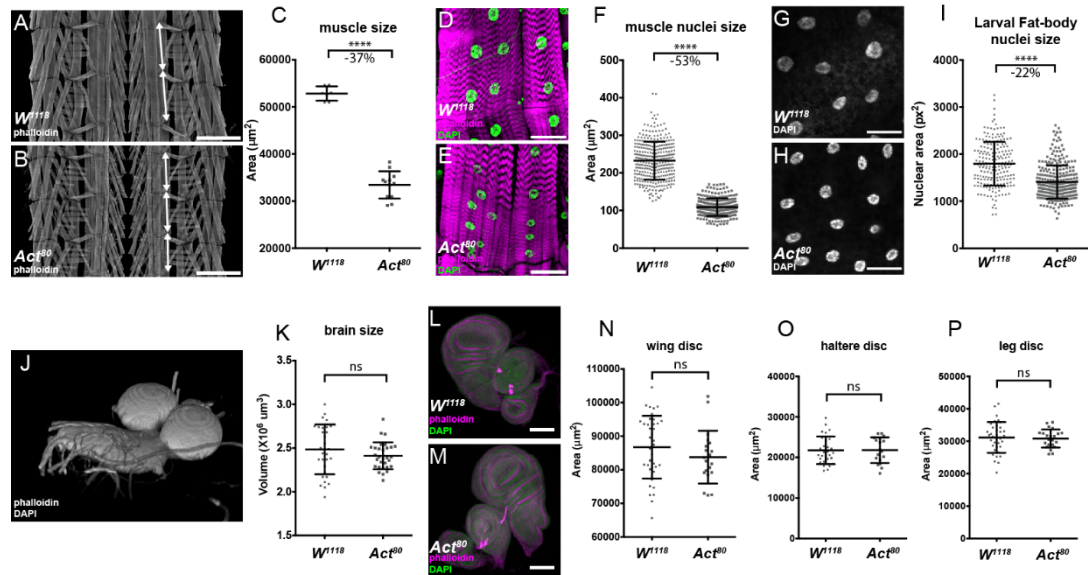 A
W1118
phalloidin
B
Act80
phalloidin
C
muscle size
****
-37%
60000
50000
40000
30000
20000
Area (μm²)
W1118
Act80
D
W1118
phalloidin
DAPI
E
Act80
phalloidin
DAPI
F
muscle nuclei size
****
-53%
500
400
300
200
100
0
Area (μm²)
W1118
Act80
G
W1118
DAPI
H
Act80
DAPI
I
Larval Fat-body
nuclei size
****
-22%
4000
3000
2000
1000
0
Nuclear area (px²)
W1118
Act80
J
phalloidin
DAPI
K
brain size
ns
3.5
3.0
2.5
2.0
1.5
Volume (X10⁶ um³)
W1118
Act80
L
W1118
phalloidin
DAPI
M
Act80
phalloidin
DAPI
N
wing disc
ns
110000
100000
90000
80000
70000
60000
Area (μm²)
W1118
Act80
O
haltere disc
ns
40000
30000
20000
10000
0
Area (μm²)
W1118
Act80
P
leg disc
ns
50000
40000
30000
20000
10000
0
Area (μm²)
W1118
Act80